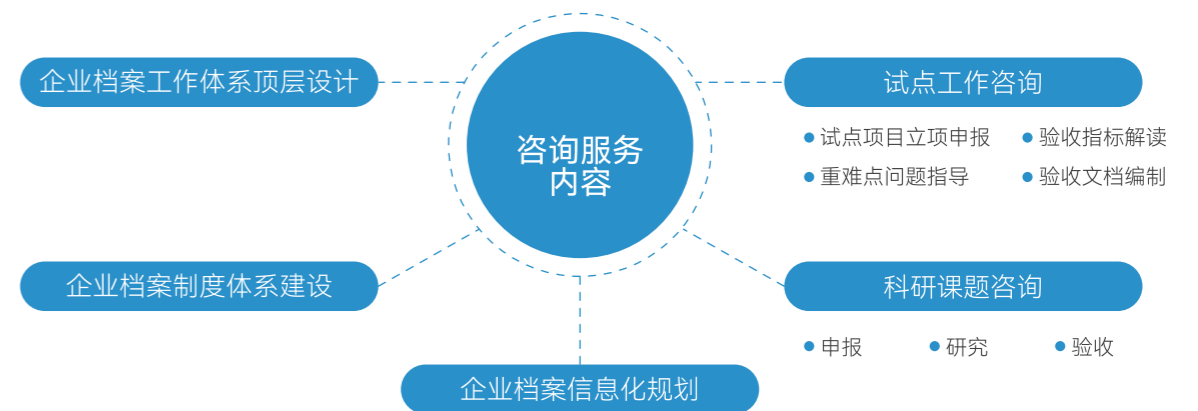 企业档案工作体系顶层设计
咨询服务
内容
试点工作咨询
试点项目立项申报
验收指标解读
重难点问题指导
验收文档编制
企业档案制度体系建设
科研课题咨询
申报
研究
验收
企业档案信息化规划